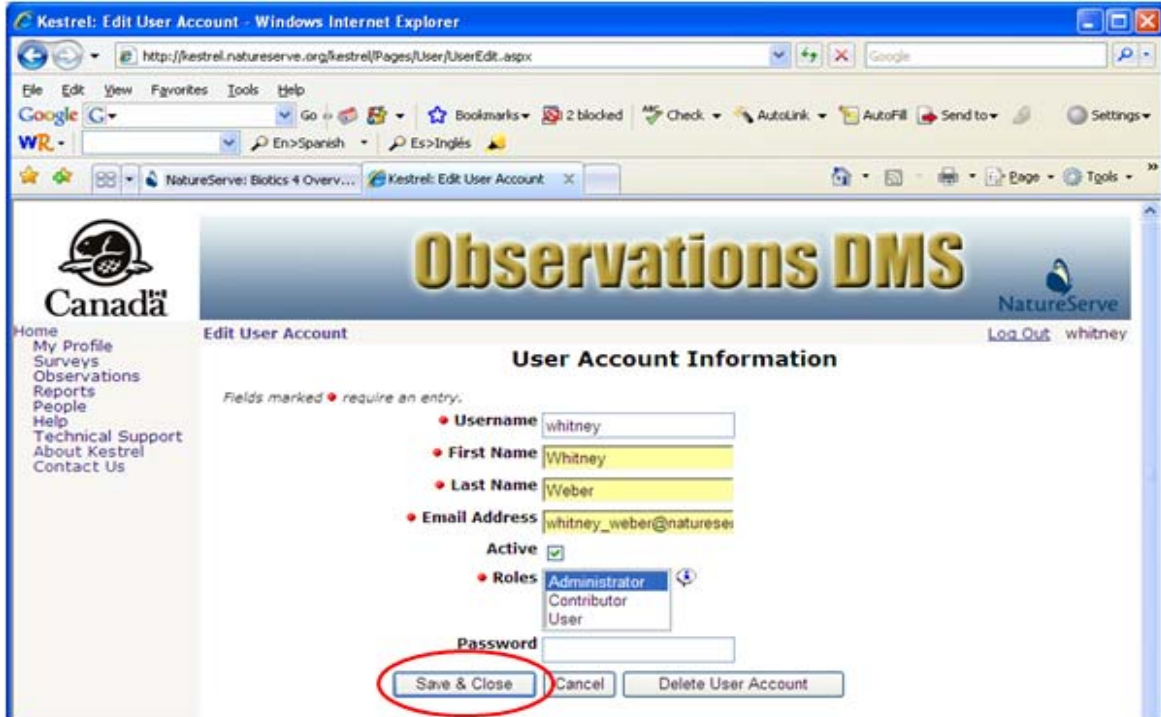 Kestrel: Edit User Account - Windows Internet Explorer
http://kestrel.natureserve.org/kestrel/Pages/User/UserEdit.aspx Google
File Edit View Favorites Tools Help
Google G Go Bookmarks 2 blocked ABC Check AutoLink AutoFill Send to Settings
WR En>Spanish Es>Inglés
NatureServe: Biotics 4 Overv... Kestrel: Edit User Account X Page Tools »
Observations DMS
Canada
NatureServe
Home
My Profile
Surveys
Observations
Reports
People
Help
Technical Support
About Kestrel
Contact Us
Edit User Account Log Out whitney
User Account Information
Fields marked require an entry.
Username whitney
First Name Whitney
Last Name Weber
Email Address whitney_weber@naturese
Active
Roles Administrator
Contributor
User
Password
Save & Close Cancel Delete User Account